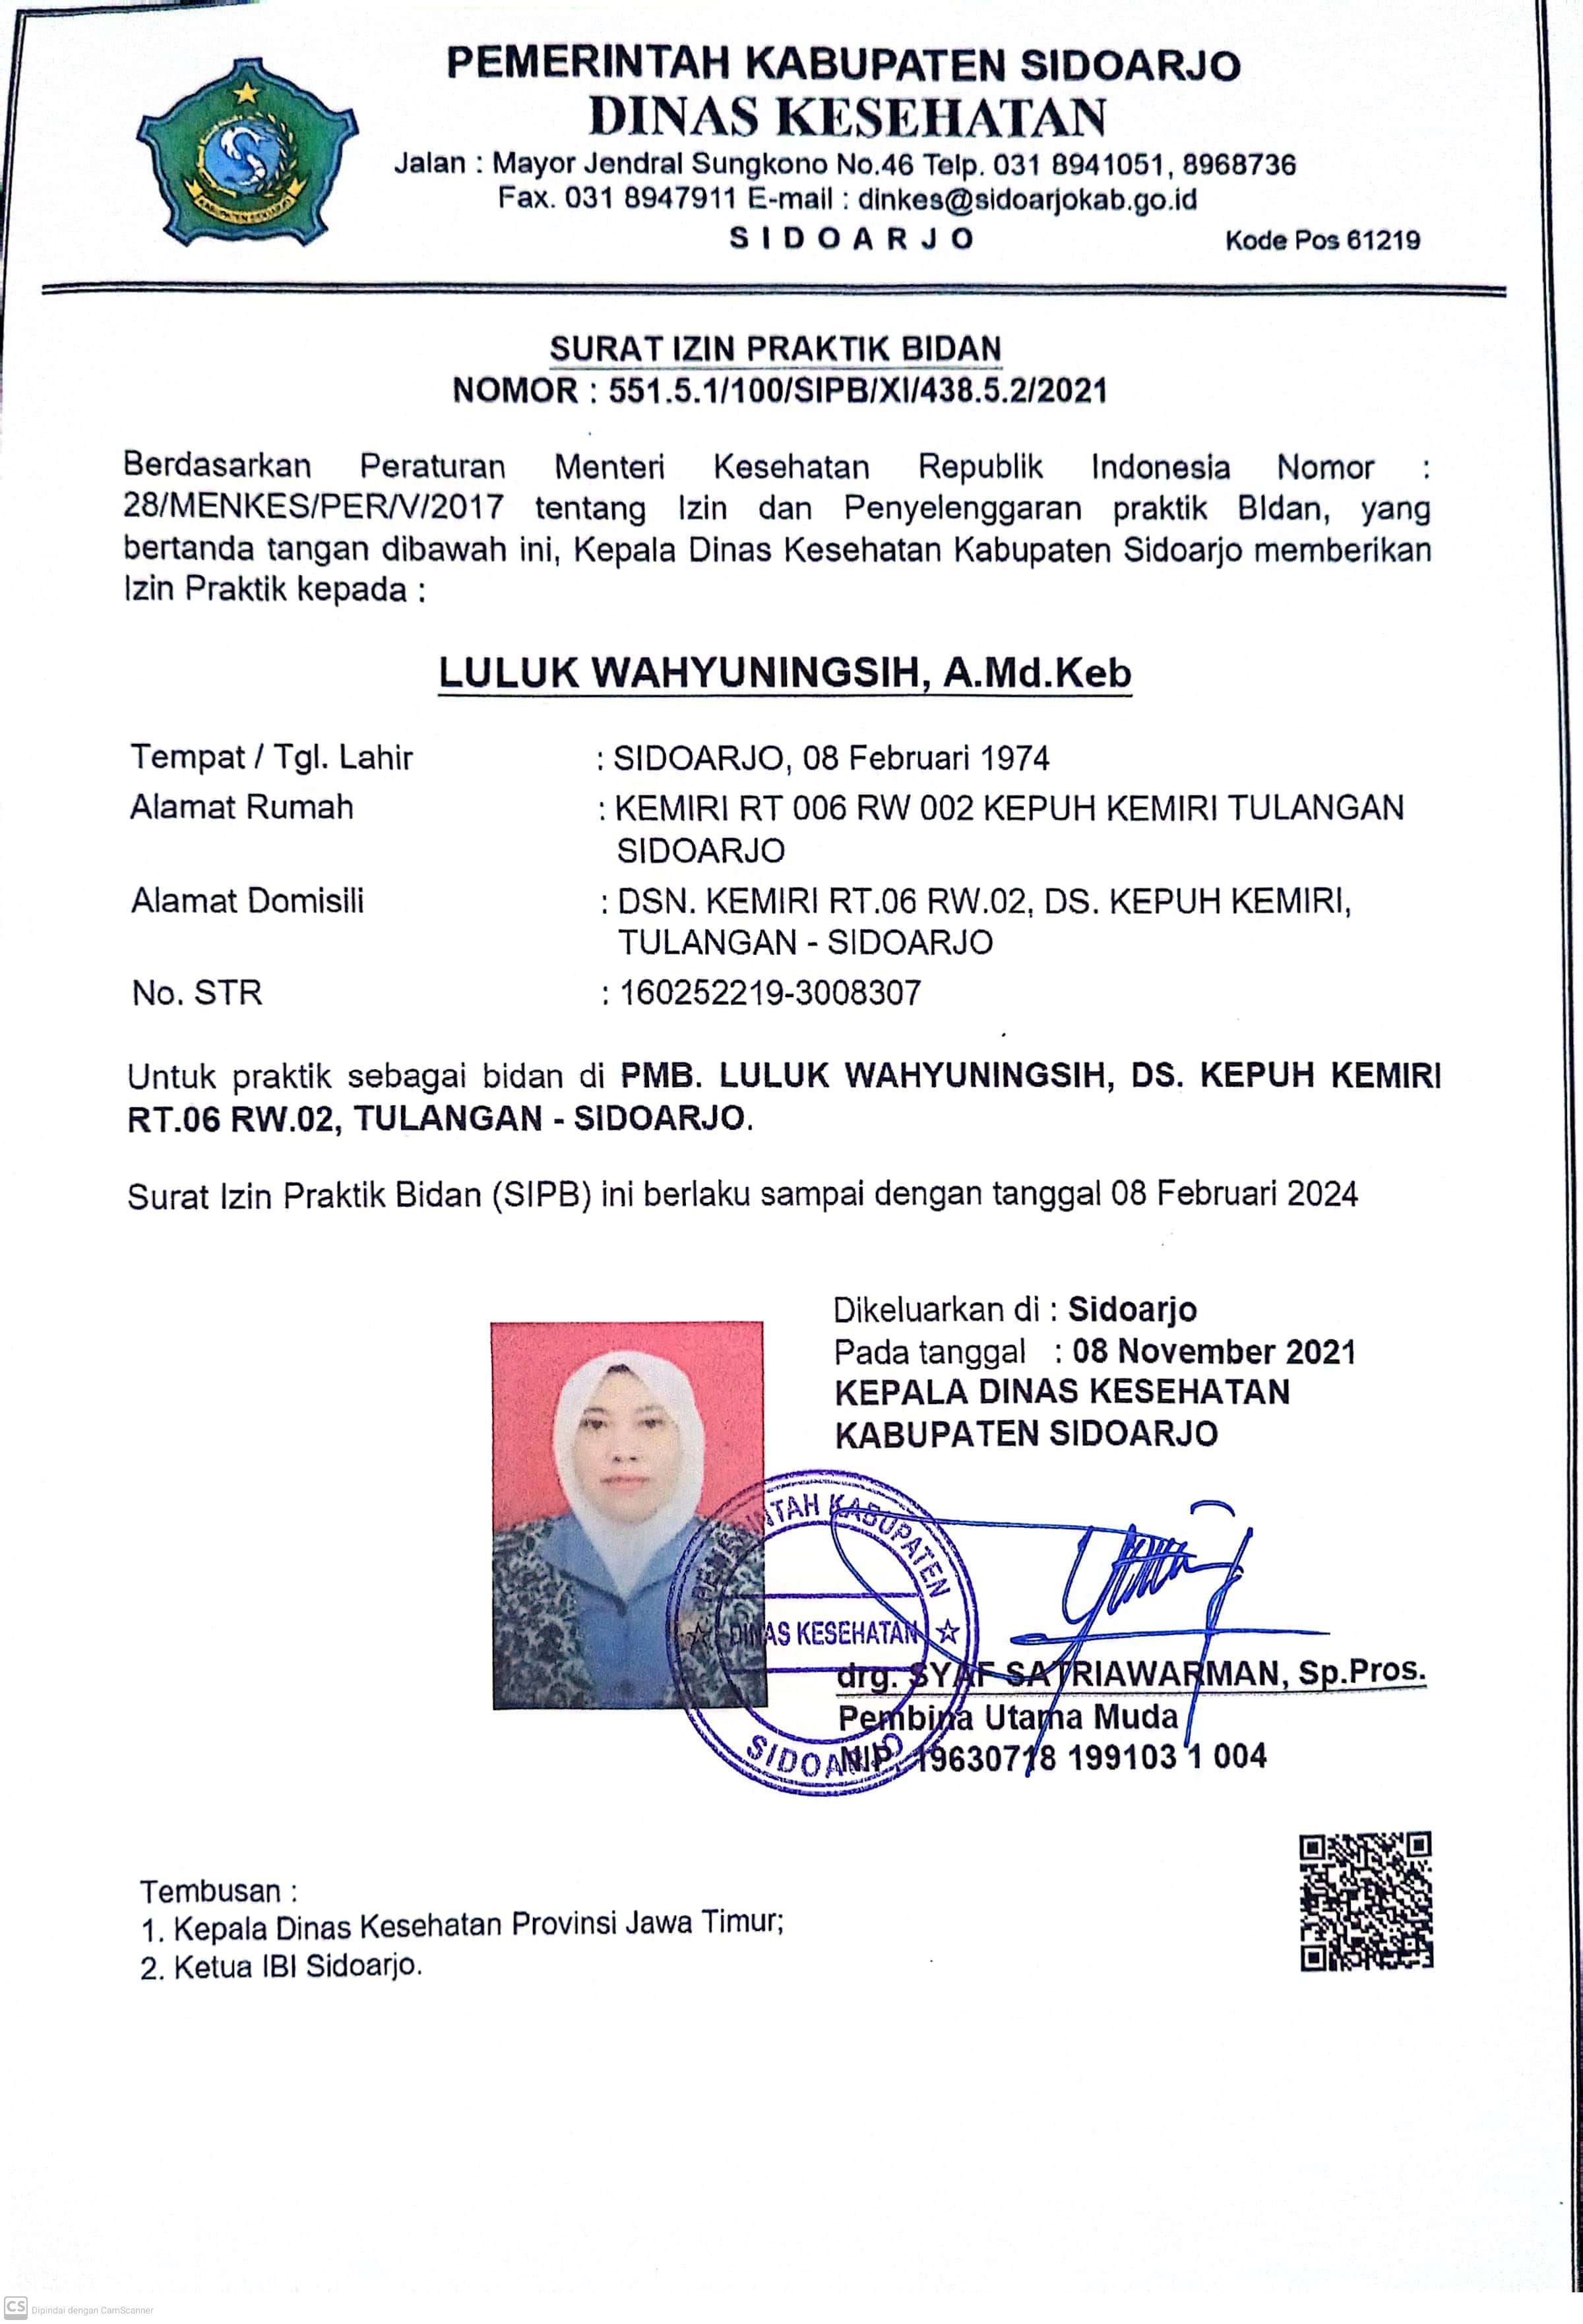 PEMERINTAH KABUPATEN SIDOARJO
DINAS KESEHATAN
Jalan : Mayor Jendral Sungkono No.46 Telp. 031 8941051, 8968736
Fax. 031 8947911 E-mail : dinkes@sidoarjokab.go.id
S I D O A R J O Kode Pos 61219
SURAT IZIN PRAKTIK BIDAN
NOMOR : 551.5.1/100/SIPB/XI/438.5.2/2021
Berdasarkan Peraturan Menteri Kesehatan Republik Indonesia Nomor :
28/MENKES/PER/V/2017 tentang Izin dan Penyelenggaran praktik BIdan, yang
bertanda tangan dibawah ini, Kepala Dinas Kesehatan Kabupaten Sidoarjo memberikan
Izin Praktik kepada :
LULUK WAHYUNINGSIH, A.Md.Keb
Tempat / Tgl. Lahir : SIDOARJO, 08 Februari 1974
Alamat Rumah : KEMIRI RT 006 RW 002 KEPUH KEMIRI TULANGAN
SIDOARJO
Alamat Domisili : DSN. KEMIRI RT.06 RW.02, DS. KEPUH KEMIRI,
TULANGAN - SIDOARJO
No. STR : 160252219-3008307
Untuk praktik sebagai bidan di PMB. LULUK WAHYUNINGSIH, DS. KEPUH KEMIRI
RT.06 RW.02, TULANGAN - SIDOARJO.
Surat Izin Praktik Bidan (SIPB) ini berlaku sampai dengan tanggal 08 Februari 2024
Dikeluarkan di : Sidoarjo
Pada tanggal : 08 November 2021
KEPALA DINAS KESEHATAN
KABUPATEN SIDOARJO
PEMERINTAH KABUPATEN
DINAS KESEHATAN
SIDOARJO
drg. SYAF SATRIAWARMAN, Sp.Pros.
Pembina Utama Muda
NIP. 19630718 199103 1 004
Tembusan :
1. Kepala Dinas Kesehatan Provinsi Jawa Timur;
2. Ketua IBI Sidoarjo.
CS Dipindai dengan CamScanner